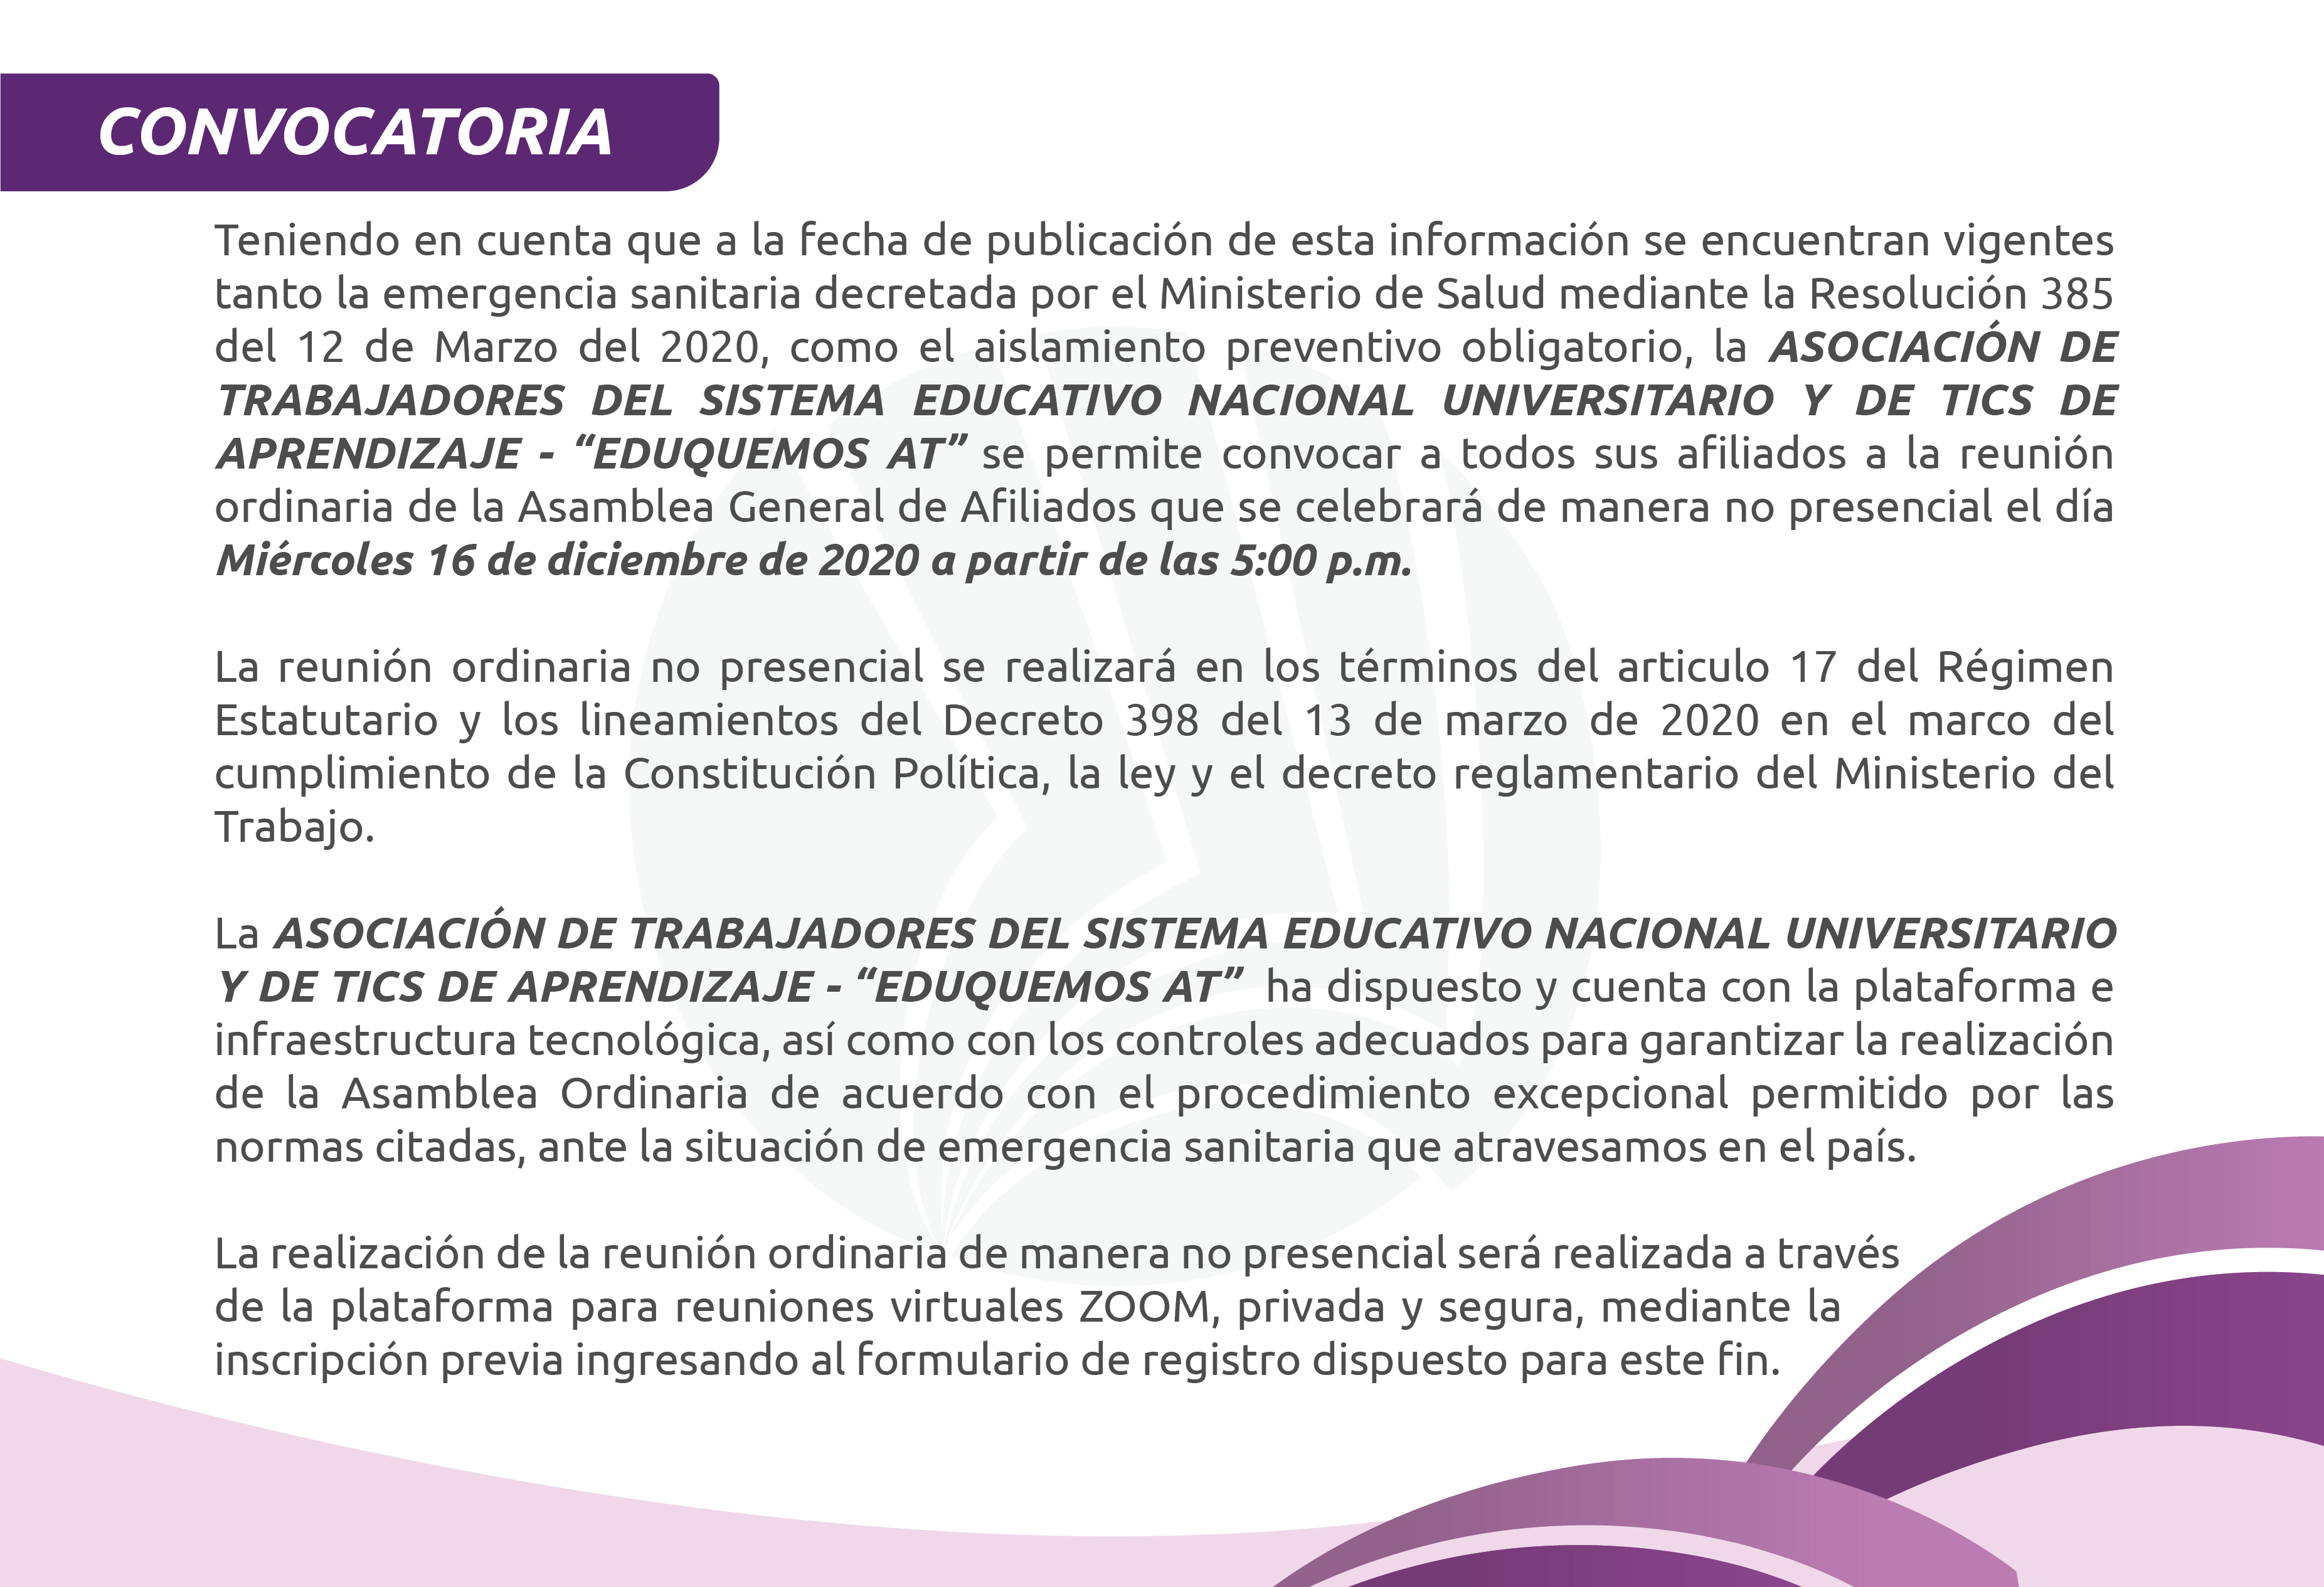 CONVOCATORIA
Teniendo en cuenta que a la fecha de publicación de esta información se encuentran vigentes
tanto la emergencia sanitaria decretada por el Ministerio de Salud mediante la Resolución 385
del 12 de Marzo del 2020, como el aislamiento preventivo obligatorio, la ASOCIACIÓN DE
TRABAJADORES DEL SISTEMA EDUCATIVO NACIONAL UNIVERSITARIO Y DE TICS DE
APRENDIZAJE - “EDUQUEMOS AT” se permite convocar a todos sus afiliados a la reunión
ordinaria de la Asamblea General de Afiliados que se celebrará de manera no presencial el día
Miércoles 16 de diciembre de 2020 a partir de las 5:00 p.m.
La reunión ordinaria no presencial se realizará en los términos del articulo 17 del Régimen
Estatutario y los lineamientos del Decreto 398 del 13 de marzo de 2020 en el marco del
cumplimiento de la Constitución Política, la ley y el decreto reglamentario del Ministerio del
Trabajo.
La ASOCIACIÓN DE TRABAJADORES DEL SISTEMA EDUCATIVO NACIONAL UNIVERSITARIO
Y DE TICS DE APRENDIZAJE - “EDUQUEMOS AT” ha dispuesto y cuenta con la plataforma e
infraestructura tecnológica, así como con los controles adecuados para garantizar la realización
de la Asamblea Ordinaria de acuerdo con el procedimiento excepcional permitido por las
normas citadas, ante la situación de emergencia sanitaria que atravesamos en el país.
La realización de la reunión ordinaria de manera no presencial será realizada a través
de la plataforma para reuniones virtuales ZOOM, privada y segura, mediante la
inscripción previa ingresando al formulario de registro dispuesto para este fin.